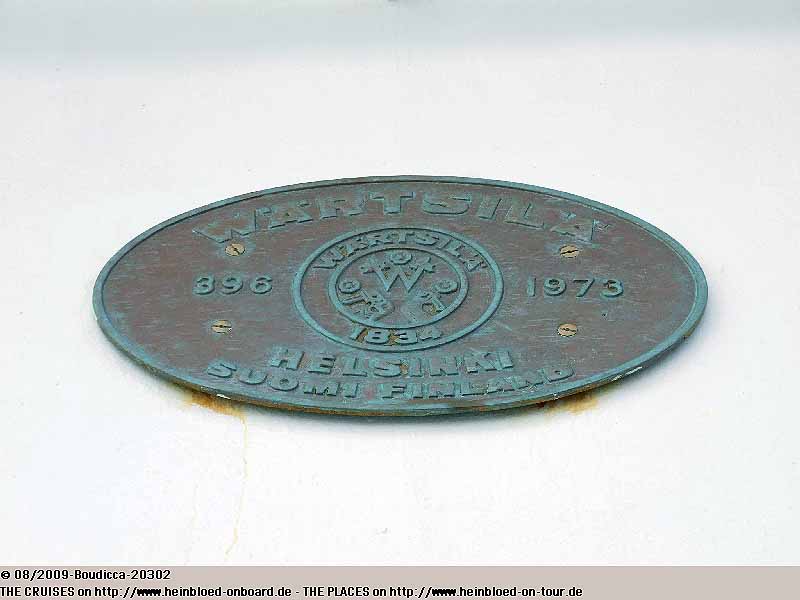 WÄRTSILÄ
396 1973
WÄRTSILÄ
W
1834
HELSINKI
SUOMI FINLAND
© 08/2009-Boudicca-20302
THE CRUISES on http://www.heinbloed-onboard.de - THE PLACES on http://www.heinbloed-on-tour.de